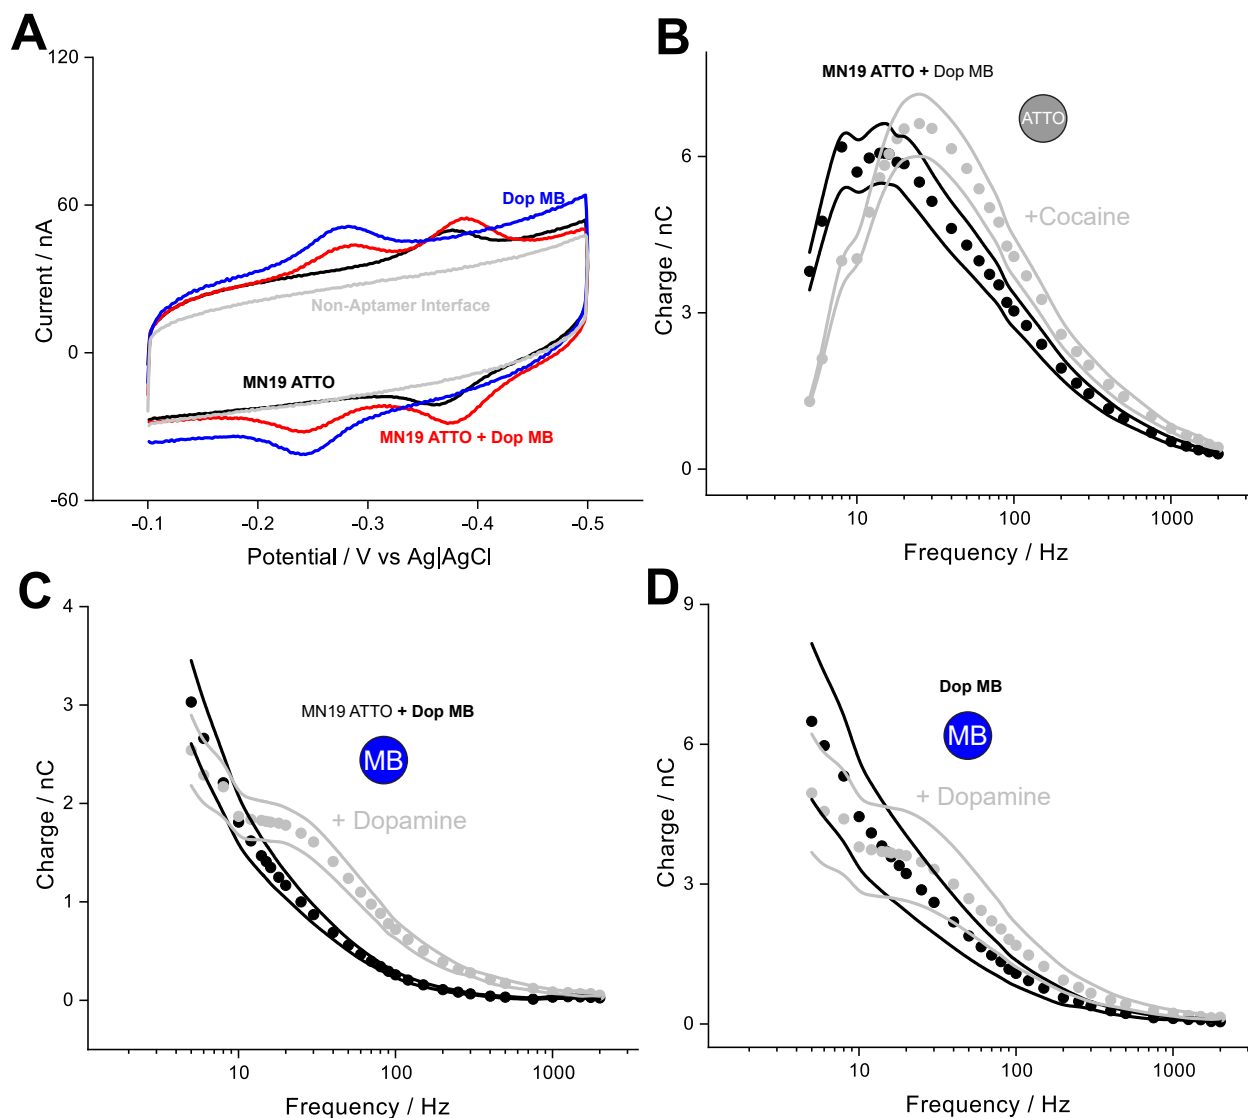 A
120
60
0
-60
Current / nA
Dop MB
Non-Aptamer Interface
MN19 ATTO
MN19 ATTO + Dop MB
-0.1
-0.2
-0.3
-0.4
-0.5
Potential / V vs Ag|AgCl
B
6
3
0
Charge / nC
MN19 ATTO + Dop MB
ATTO
+Cocaine
10
100
1000
Frequency / Hz
C
4
3
2
1
0
Charge / nC
MN19 ATTO + Dop MB
MB
+ Dopamine
10
100
1000
Frequency / Hz
D
9
6
3
0
Charge / nC
Dop MB
MB
+ Dopamine
10
100
1000
Frequency / Hz